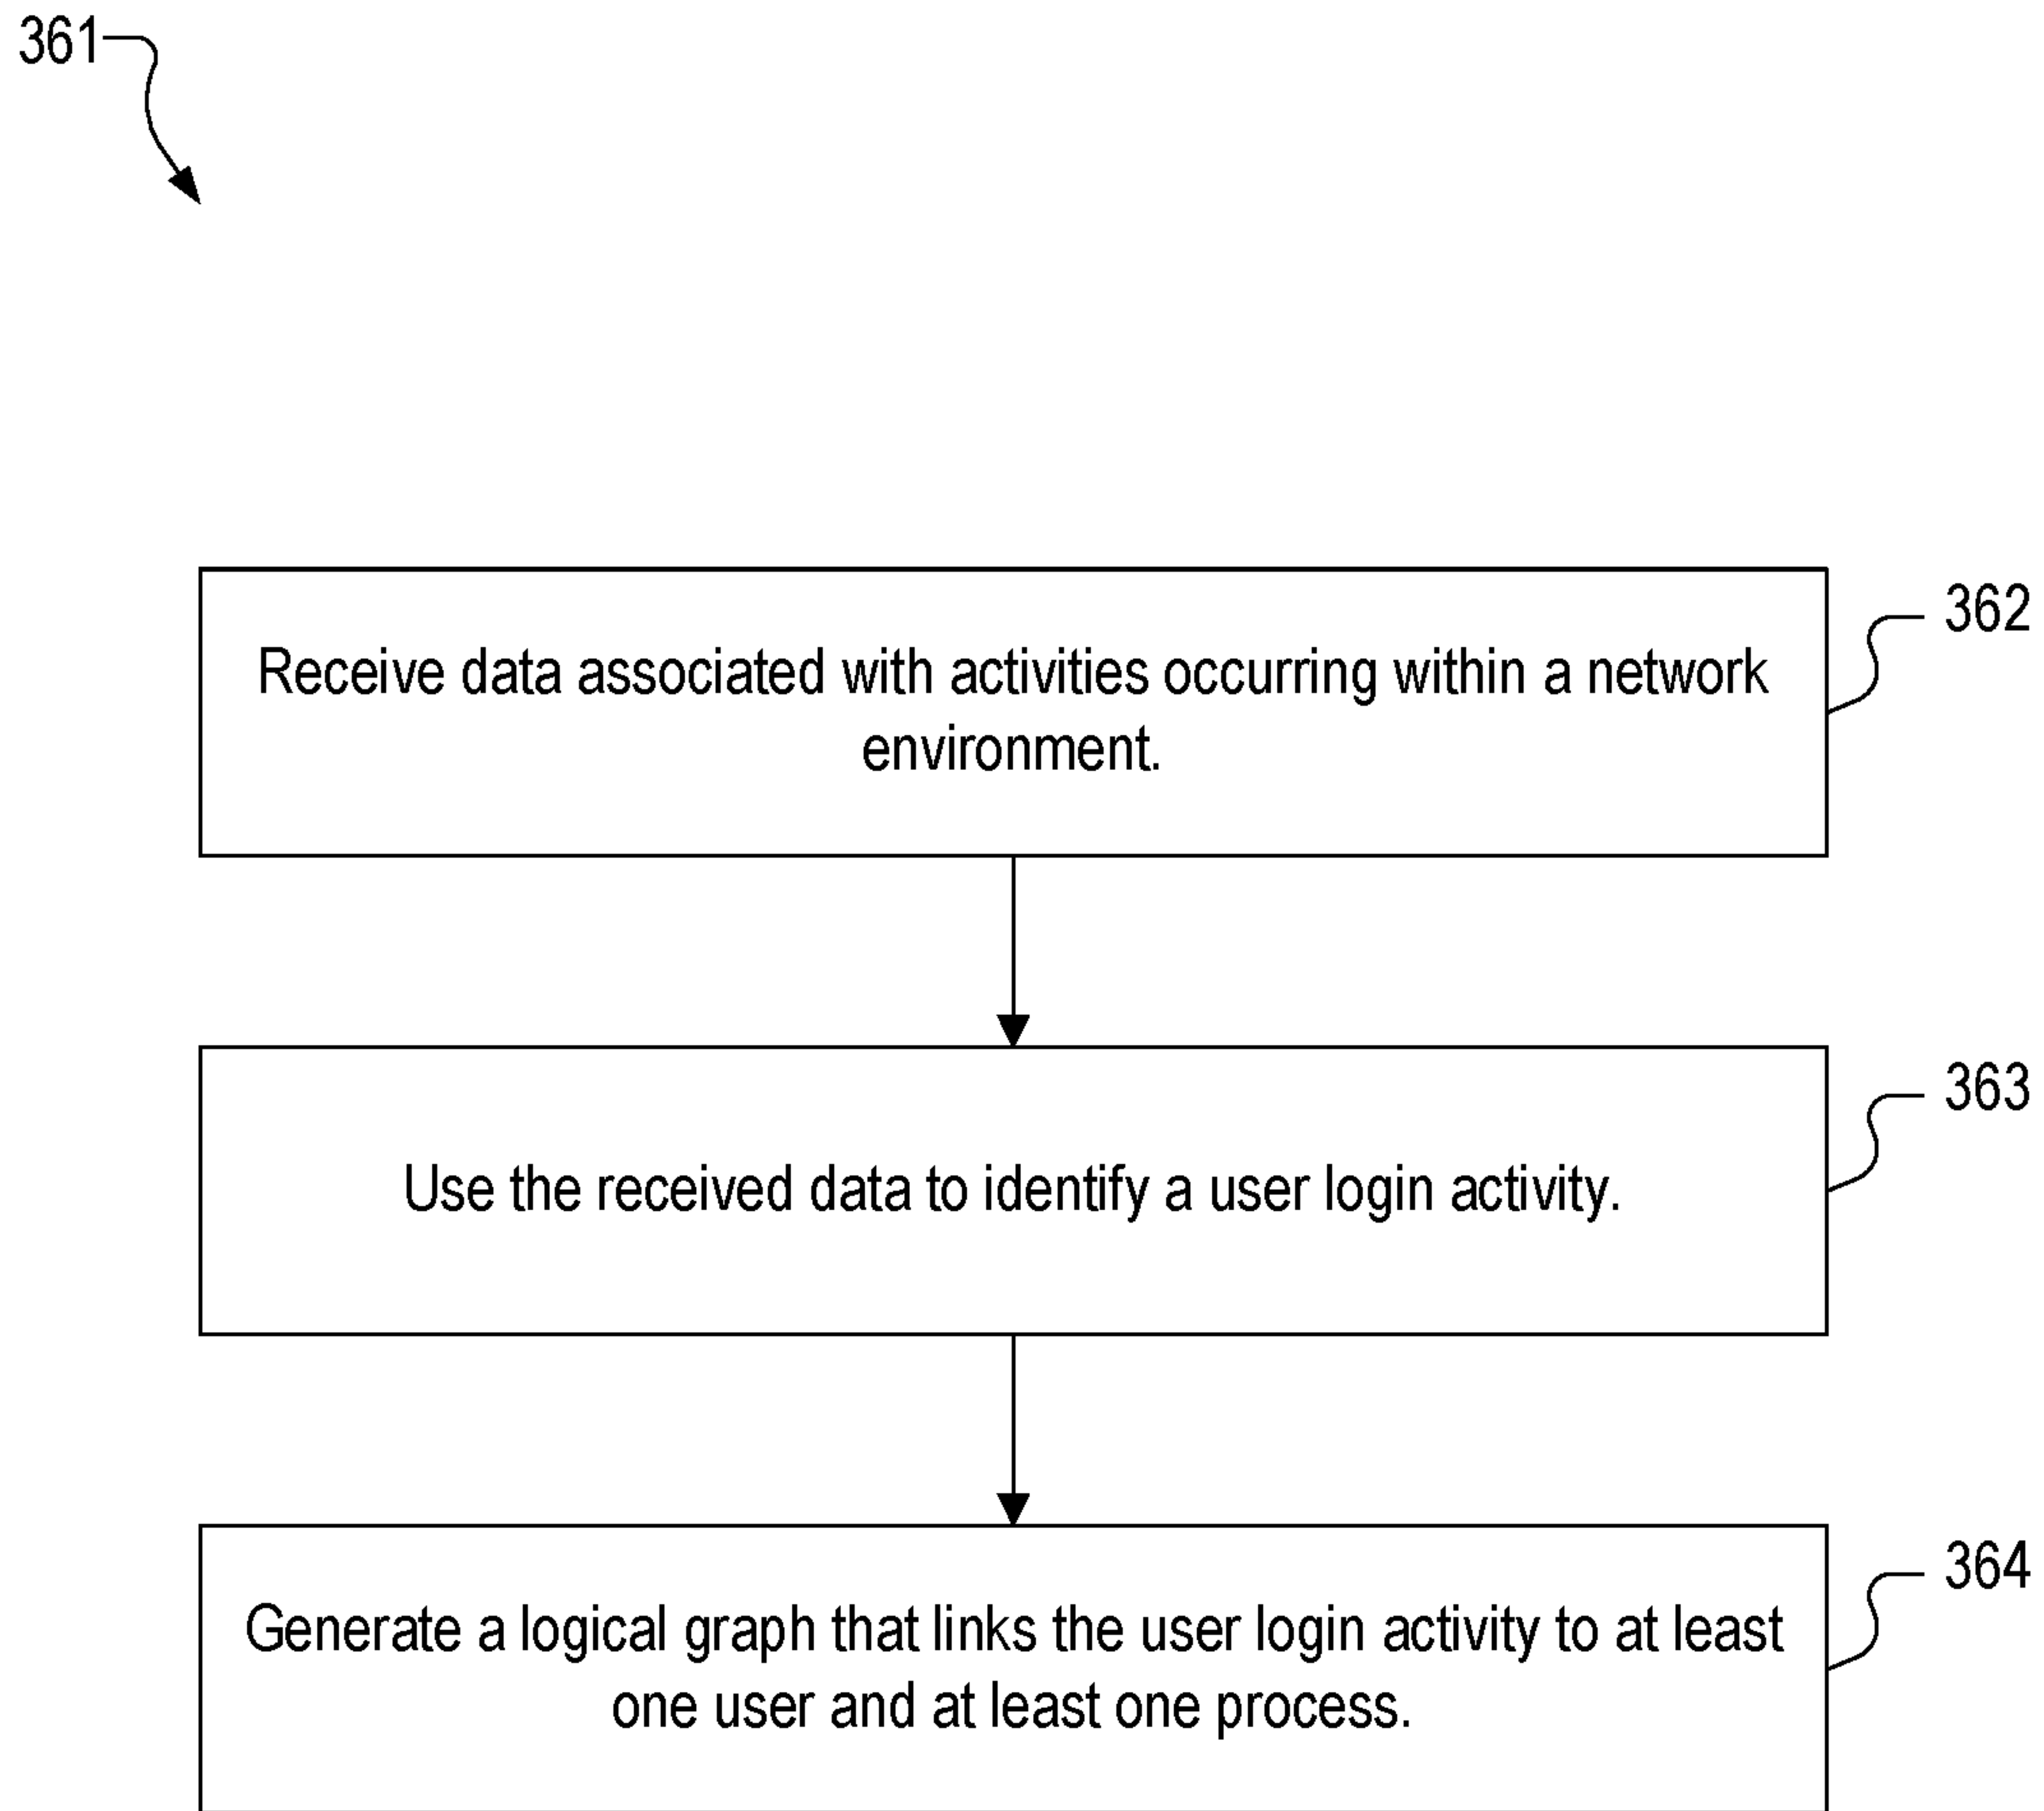 361
362
Receive data associated with activities occurring within a network
environment.
363
Use the received data to identify a user login activity.
364
Generate a logical graph that links the user login activity to at least
one user and at least one process.